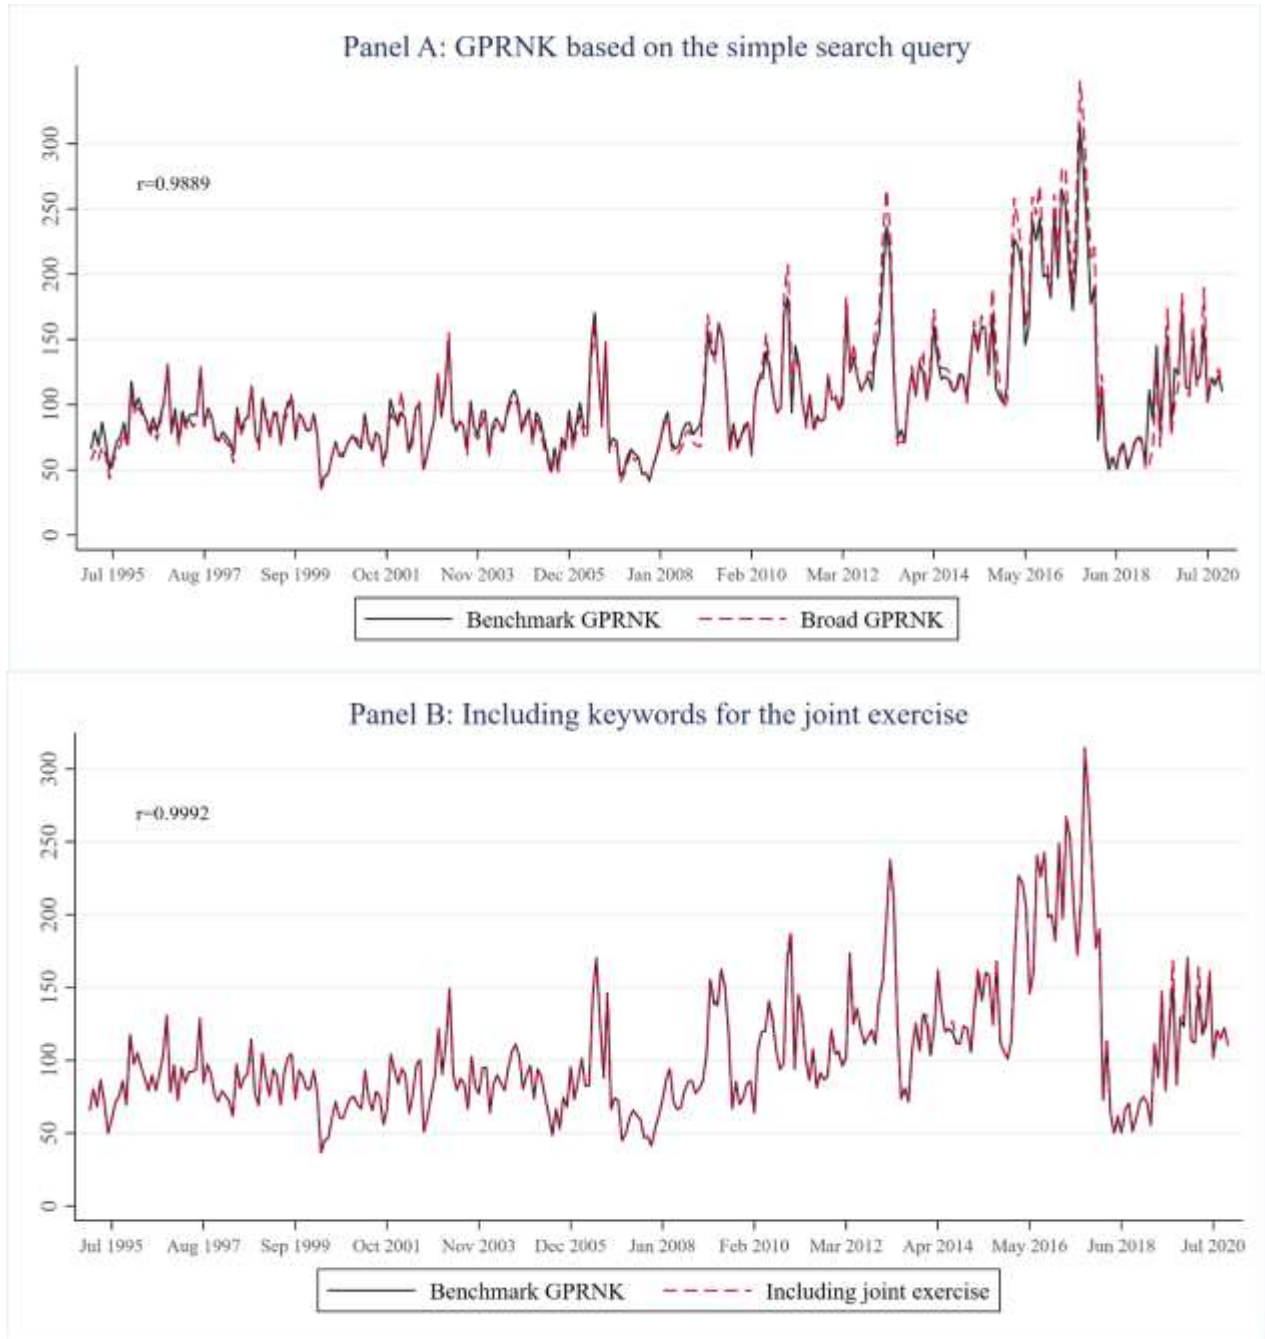 Panel A: GPRNK based on the simple search query
300
250
200
150
100
50
0
r=0.9889
Jul 1995 Aug 1997 Sep 1999 Oct 2001 Nov 2003 Dec 2005 Jan 2008 Feb 2010 Mar 2012 Apr 2014 May 2016 Jun 2018 Jul 2020
Benchmark GPRNK Broad GPRNK
Panel B: Including keywords for the joint exercise
300
250
200
150
100
50
0
r=0.9992
Jul 1995 Aug 1997 Sep 1999 Oct 2001 Nov 2003 Dec 2005 Jan 2008 Feb 2010 Mar 2012 Apr 2014 May 2016 Jun 2018 Jul 2020
Benchmark GPRNK Including joint exercise